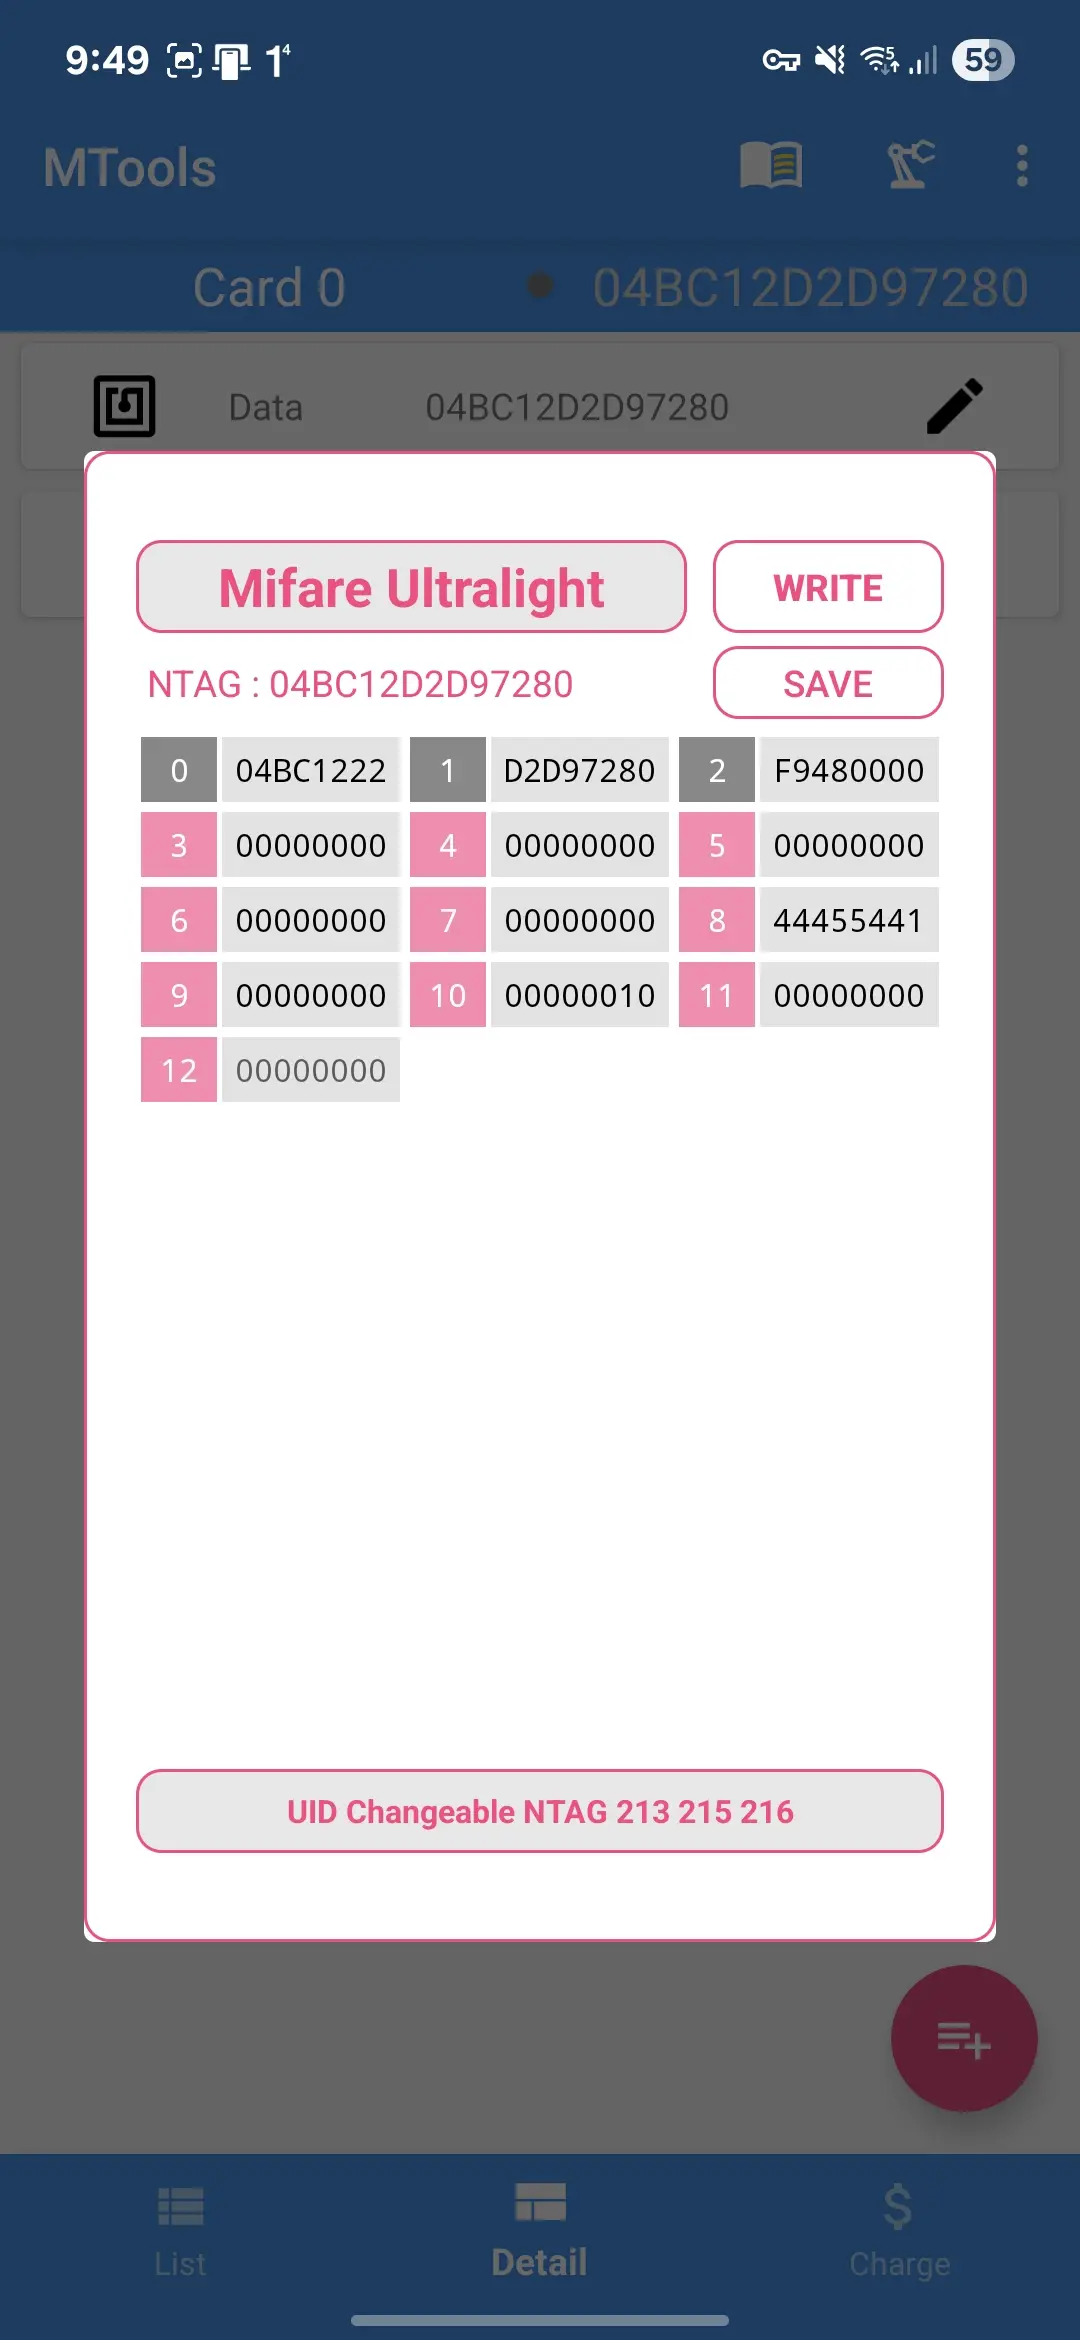 9:49 1⁴ 5 59
MTools
Card 0 04BC12D2D97280
Data 04BC12D2D97280
Mifare Ultralight WRITE
NTAG : 04BC12D2D97280 SAVE
0 04BC1222 1 D2D97280 2 F9480000
3 00000000 4 00000000 5 00000000
6 00000000 7 00000000 8 44455441
9 00000000 10 00000010 11 00000000
12 00000000
UID Changeable NTAG 213 215 216
List Detail Charge